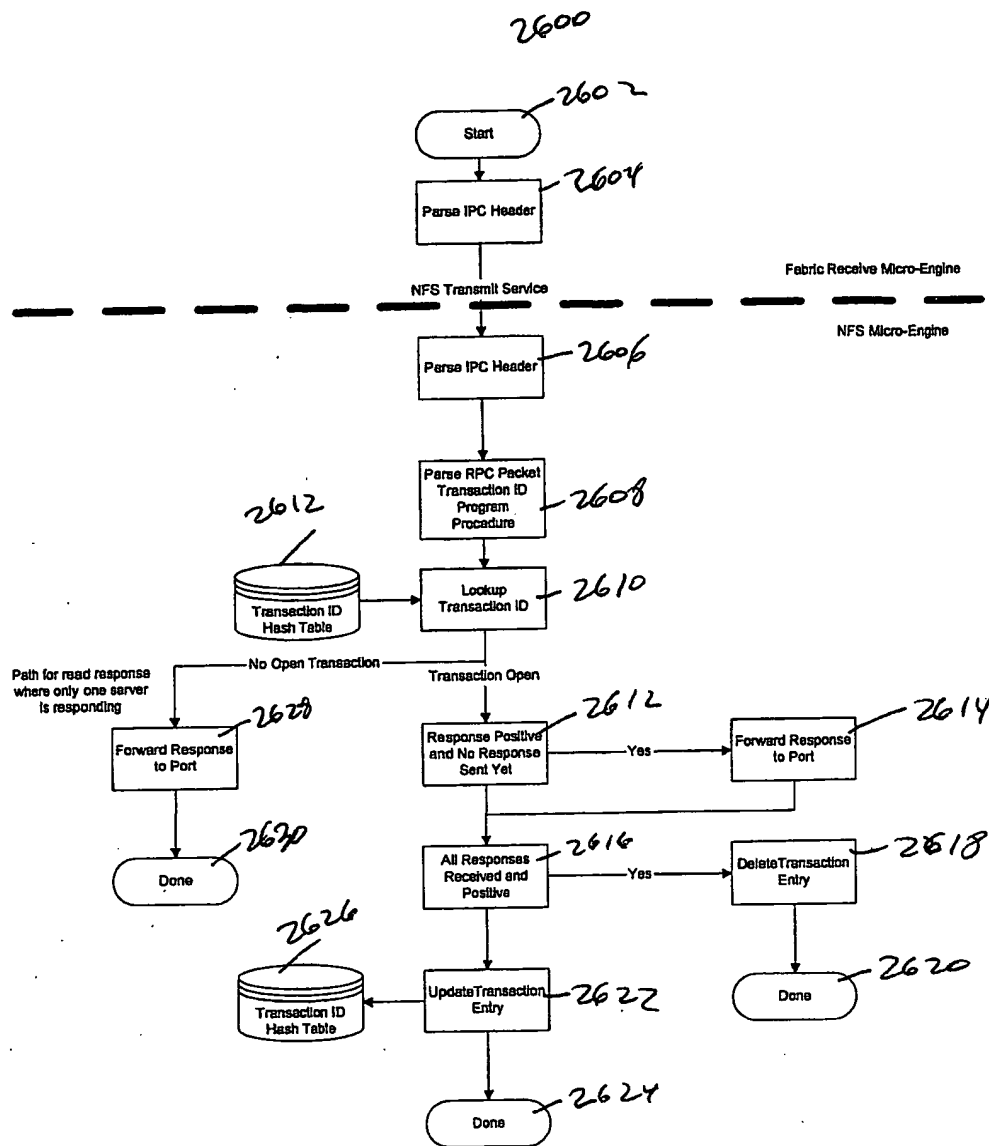 2600
2602
Start
2604
Parse IPC Header
Fabric Receive Micro-Engine
NFS Transmit Service
NFS Micro-Engine
2606
Parse IPC Header
Parse RPC Packet
Transaction ID
Program
Procedure
2608
2612
Lookup
Transaction ID
2610
Transaction ID
Hash Table
No Open Transaction
Transaction Open
Path for read response
where only one server
is responding
2628
Forward Response
to Port
2612
Response Positive
and No Response
Sent Yet
Yes
2614
Forward Response
to Port
2630
Done
2616
All Responses
Received and
Positive
Yes
2618
DeleteTransaction
Entry
2626
Transaction ID
Hash Table
UpdateTransaction
Entry
2622
2620
Done
2624
Done